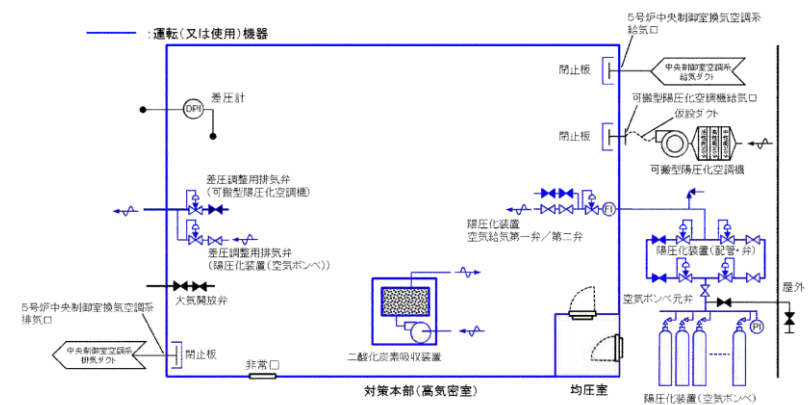 ：運転(又は使用)機器
5号炉中央制御室換気空調系
給気口
閉止板
中央制御室空調系
給気ダクト
差圧計
DPI
可搬型陽圧化空調機給気口
仮設ダクト
閉止板
可搬型陽圧化空調機
差圧調整用排気弁
(可搬型陽圧化空調機)
陽圧化装置
空気給気第一弁／第二弁
FI
陽圧化装置(配管・弁)
差圧調整用排気弁
(陽圧化装置(空気ボンベ))
大気開放弁
屋外
空気ボンベ元弁
5号炉中央制御室換気空調系
排気口
PI
中央制御室空調系
排気ダクト
閉止板
二酸化炭素吸収装置
非常口
対策本部(高気密室)
均圧室
陽圧化装置(空気ボンベ)